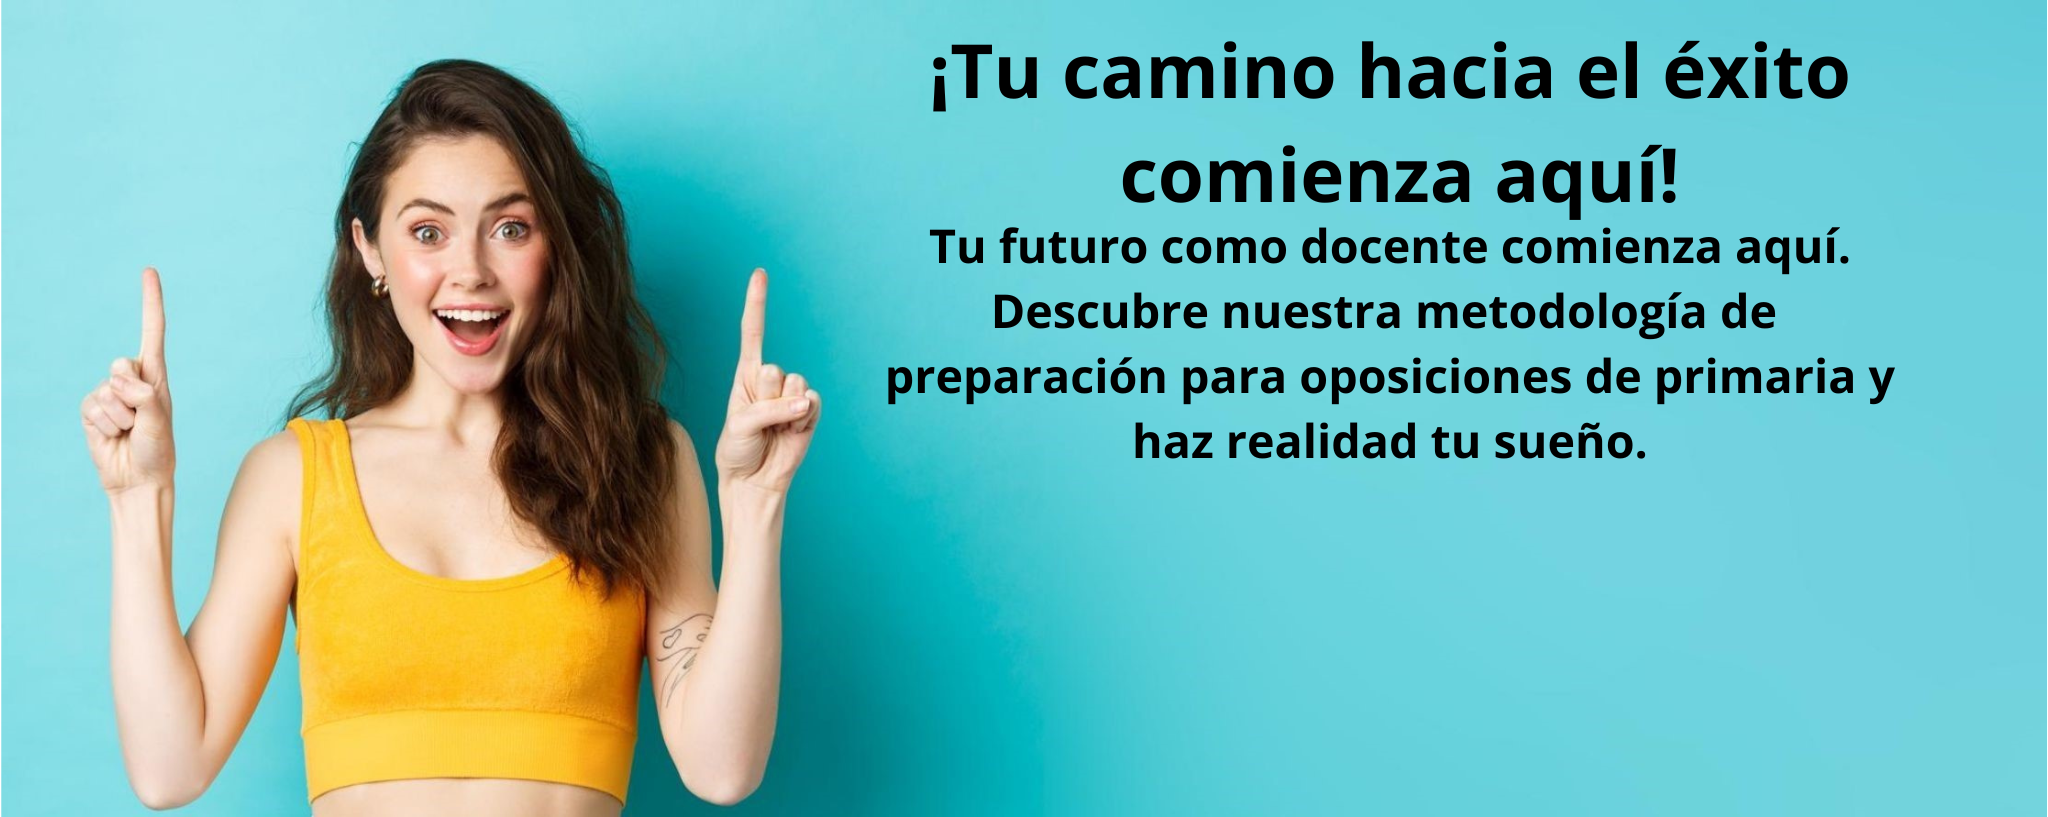 ¡Tu camino hacia el éxito
comienza aquí!
Tu futuro como docente comienza aquí.
Descubre nuestra metodología de
preparación para oposiciones de primaria y
haz realidad tu sueño.